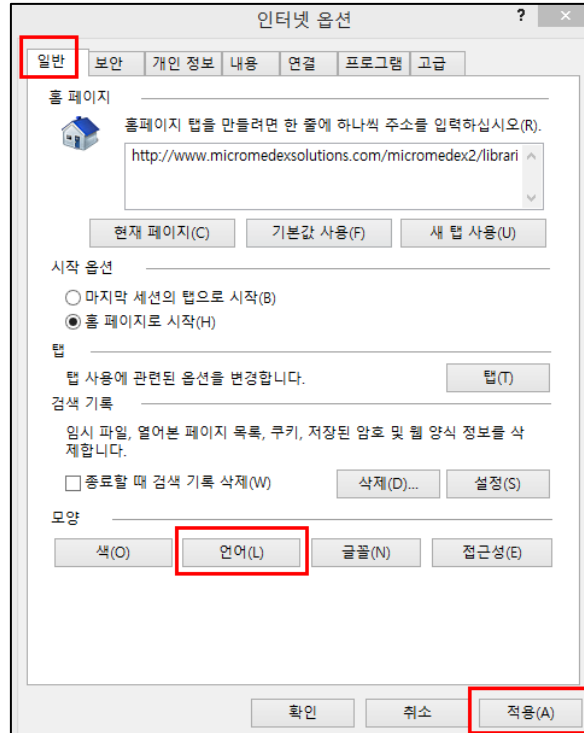 인터넷 옵션
?
×
일반 보안 개인 정보 내용 연결 프로그램 고급
홈 페이지
홈페이지 탭을 만들려면 한 줄에 하나씩 주소를 입력하십시오(R).
http://www.micromedexsolutions.com/micromedex2/librari
현재 페이지(C) 기본값 사용(F) 새 탭 사용(U)
시작 옵션
마지막 세션의 탭으로 시작(B)
홈 페이지로 시작(H)
탭
탭 사용에 관련된 옵션을 변경합니다. 탭(T)
검색 기록
임시 파일, 열어본 페이지 목록, 쿠키, 저장된 암호 및 웹 양식 정보를 삭
제합니다.
종료할 때 검색 기록 삭제(W) 삭제(D)... 설정(S)
모양
색(O) 언어(L) 글꼴(N) 접근성(E)
확인 취소 적용(A)